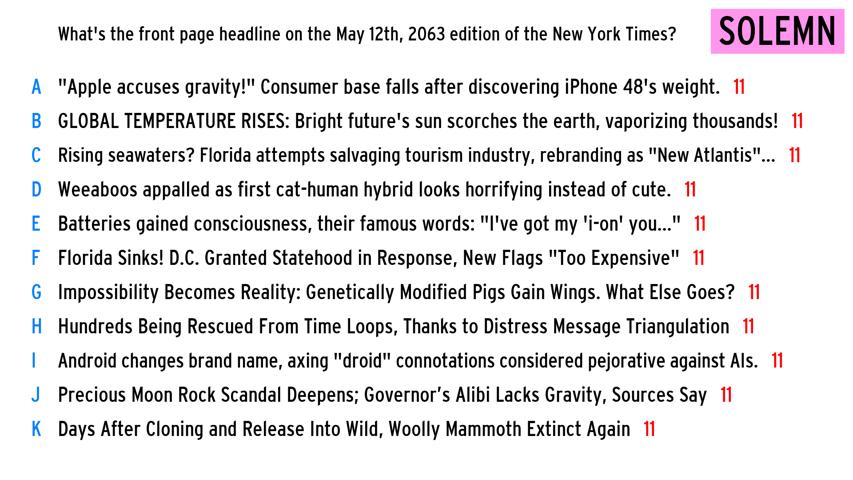 What's the front page headline on the May 12th, 2063 edition of the New York Times?
SOLEMN
A "Apple accuses gravity!" Consumer base falls after discovering iPhone 48's weight. 11
B GLOBAL TEMPERATURE RISES: Bright future's sun scorches the earth, vaporizing thousands! 11
C Rising seawaters? Florida attempts salvaging tourism industry, rebranding as "New Atlantis"... 11
D Weeaboos appalled as first cat-human hybrid looks horrifying instead of cute. 11
E Batteries gained consciousness, their famous words: "I've got my 'i-on' you..." 11
F Florida Sinks! D.C. Granted Statehood in Response, New Flags "Too Expensive" 11
G Impossibility Becomes Reality: Genetically Modified Pigs Gain Wings. What Else Goes? 11
H Hundreds Being Rescued From Time Loops, Thanks to Distress Message Triangulation 11
I Android changes brand name, axing "droid" connotations considered pejorative against AIs. 11
J Precious Moon Rock Scandal Deepens; Governor’s Alibi Lacks Gravity, Sources Say 11
K Days After Cloning and Release Into Wild, Woolly Mammoth Extinct Again 11